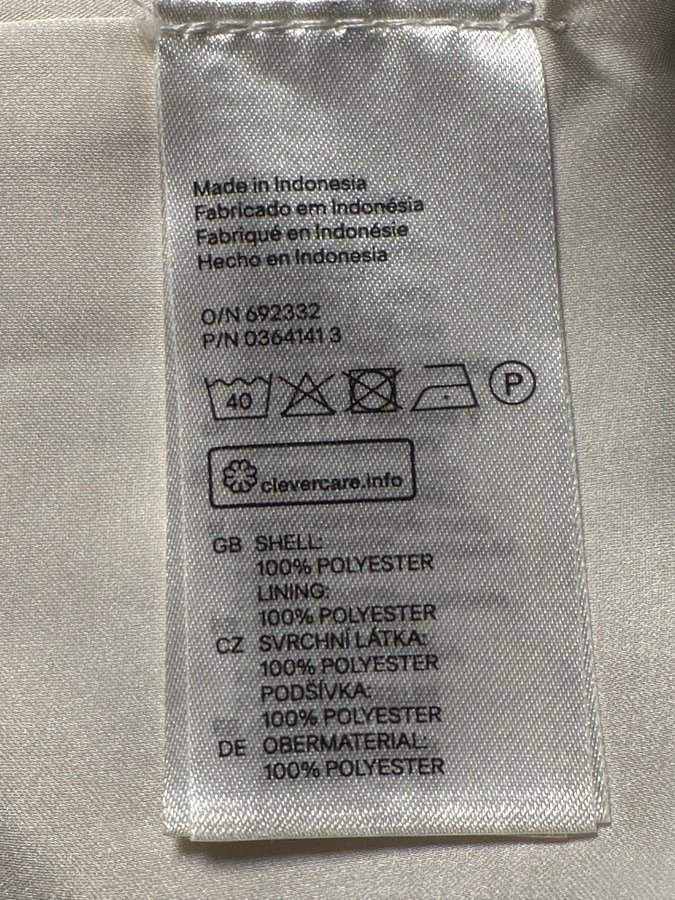 Made in Indonesia
Fabricado em Indonésia
Fabriqué en Indonésie
Hecho en Indonesia
O/N 692332
P/N 0364141 3
40 P
clevercare.info
GB SHELL:
100% POLYESTER
LINING:
100% POLYESTER
CZ SVRCHNÍ LÁTKA:
100% POLYESTER
PODŠÍVKA:
100% POLYESTER
DE OBERMATERIAL:
100% POLYESTER